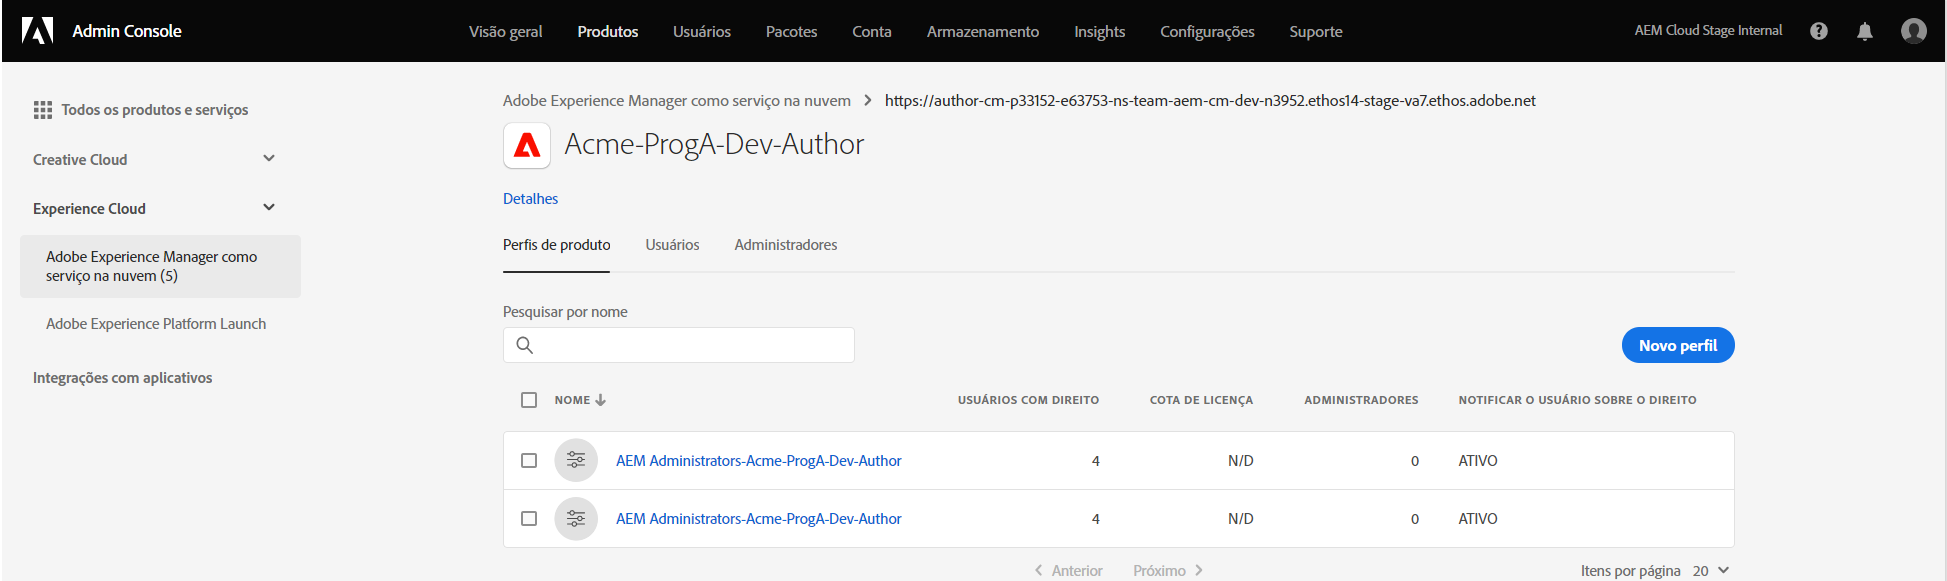 Admin Console
Visão geral Produtos Usuários Pacotes Conta Armazenamento Insights Configurações Suporte
AEM Cloud Stage Internal
Todos os produtos e serviços
Creative Cloud
Experience Cloud
Adobe Experience Manager como
serviço na nuvem (5)
Adobe Experience Platform Launch
Integrações com aplicativos
Adobe Experience Manager como serviço na nuvem > https://author-cm-p33152-e63753-ns-team-aem-cm-dev-n3952.ethos14-stage-va7.ethos.adobe.net
Acme-ProgA-Dev-Author
Detalhes
Perfis de produto Usuários Administradores
Pesquisar por nome
Novo perfil
NOME USUÁRIOS COM DIREITO COTA DE LICENÇA ADMINISTRADORES NOTIFICAR O USUÁRIO SOBRE O DIREITO
AEM Administrators-Acme-ProgA-Dev-Author 4 N/D 0 ATIVO
AEM Administrators-Acme-ProgA-Dev-Author 4 N/D 0 ATIVO
Anterior Próximo
Itens por página 20